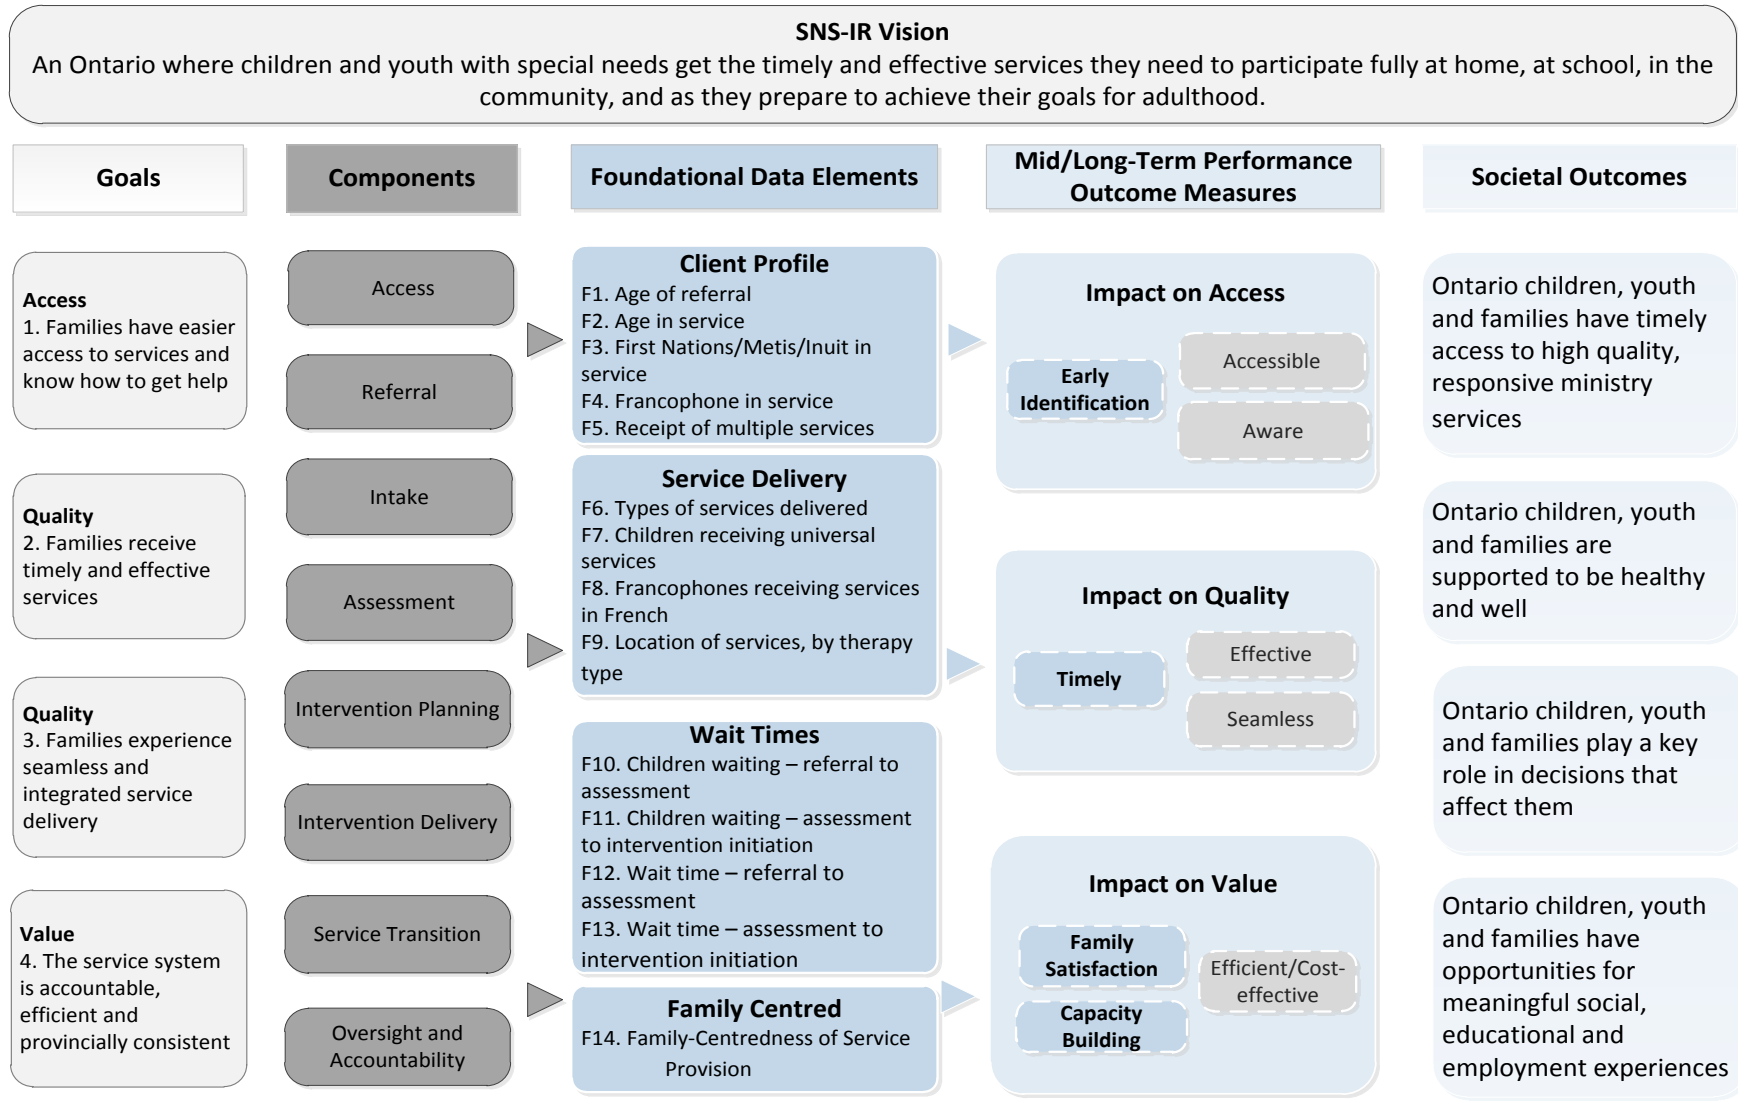 SNS-IR Vision
An Ontario where children and youth with special needs get the timely and effective services they need to participate fully at home, at school, in the
community, and as they prepare to achieve their goals for adulthood.
Goals
Components
Foundational Data Elements
Mid/Long-Term Performance
Outcome Measures
Societal Outcomes
Access
1. Families have easier
access to services and
know how to get help
Quality
2. Families receive
timely and effective
services
Quality
3. Families experience
seamless and
integrated service
delivery
Value
4. The service system
is accountable,
efficient and
provincially consistent
Access
Referral
Intake
Assessment
Intervention Planning
Intervention Delivery
Service Transition
Oversight and
Accountability
Client Profile
F1. Age of referral
F2. Age in service
F3. First Nations/Metis/Inuit in
service
F4. Francophone in service
F5. Receipt of multiple services
Service Delivery
F6. Types of services delivered
F7. Children receiving universal
services
F8. Francophones receiving services
in French
F9. Location of services, by therapy
type
Wait Times
F10. Children waiting – referral to
assessment
F11. Children waiting – assessment
to intervention initiation
F12. Wait time – referral to
assessment
F13. Wait time – assessment to
intervention initiation
Family Centred
F14. Family-Centredness of Service
Provision
Impact on Access
Early
Identification
Accessible
Aware
Impact on Quality
Timely
Effective
Seamless
Impact on Value
Family
Satisfaction
Capacity
Building
Efficient/Cost-
effective
Ontario children, youth
and families have timely
access to high quality,
responsive ministry
services
Ontario children, youth
and families are
supported to be healthy
and well
Ontario children, youth
and families play a key
role in decisions that
affect them
Ontario children, youth
and families have
opportunities for
meaningful social,
educational and
employment experiences